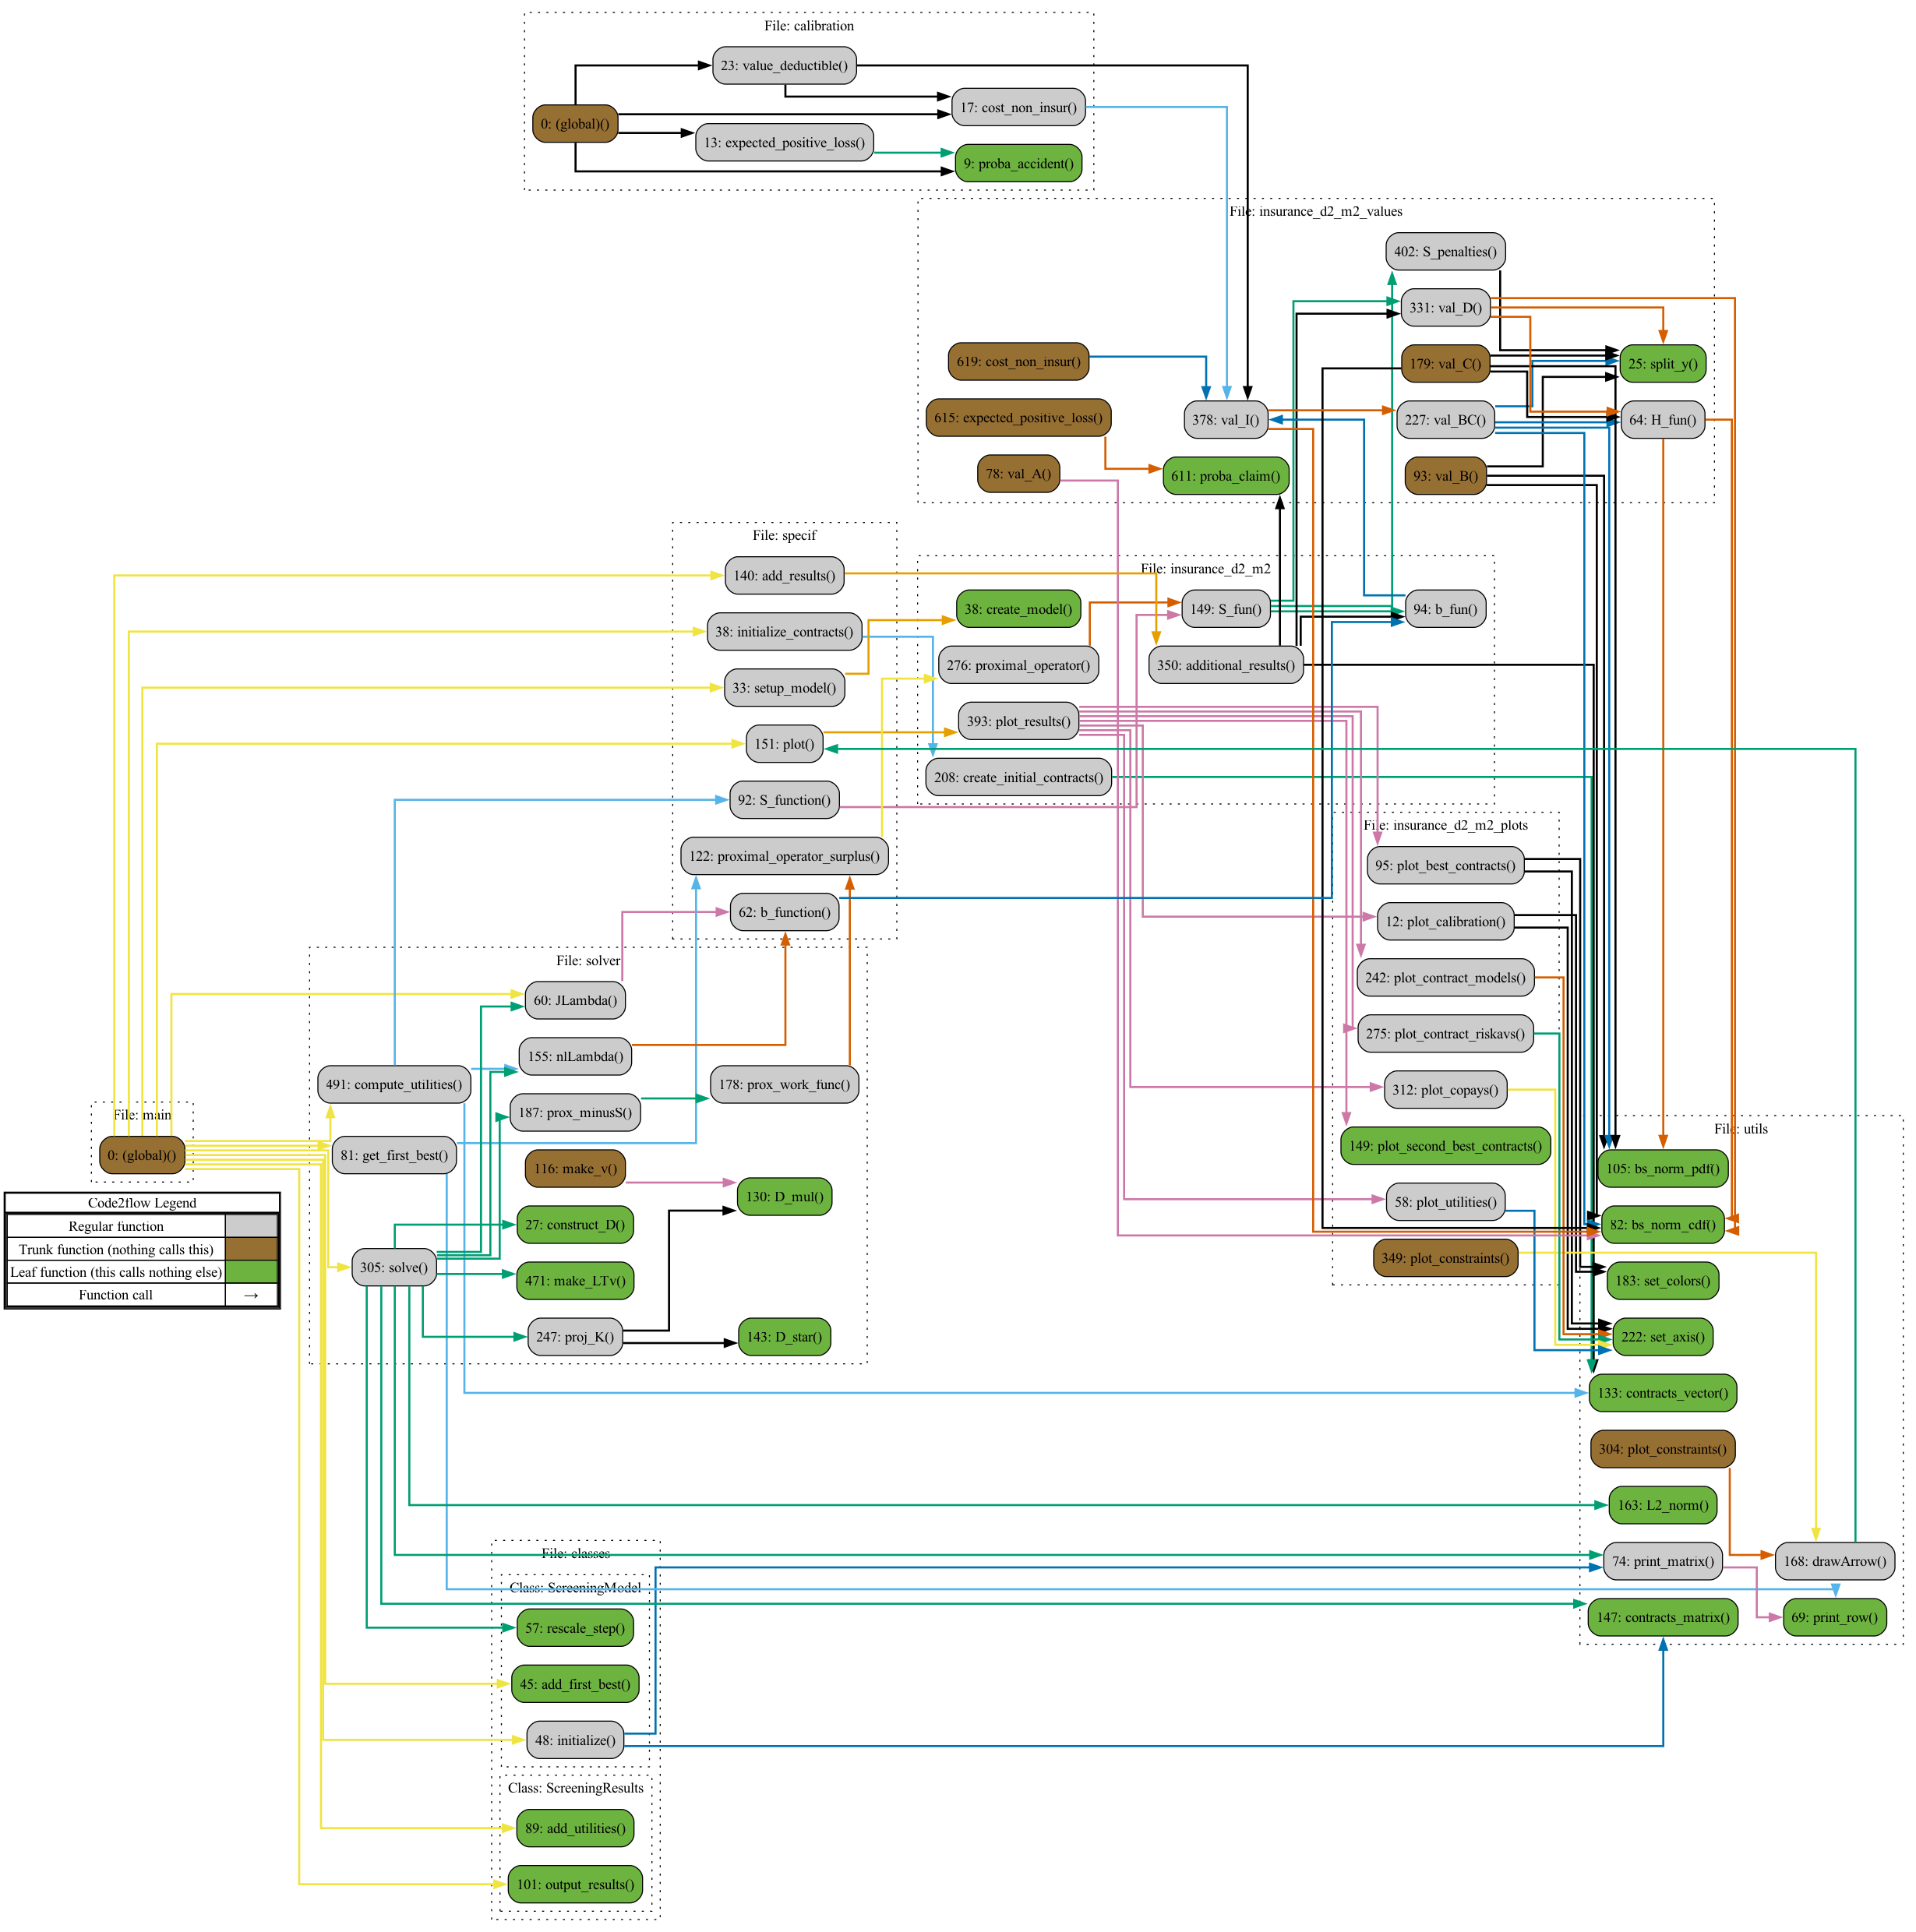 File: calibration
23: value_deductible()
17: cost_non_insur()
0: (global)()
13: expected_positive_loss()
9: proba_accident()
File: insurance_d2_m2_values
402: S_penalties()
331: val_D()
619: cost_non_insur()
179: val_C()
25: split_y()
615: expected_positive_loss()
378: val_I()
227: val_BC()
64: H_fun()
78: val_A()
611: proba_claim()
93: val_B()
File: specif
140: add_results()
38: initialize_contracts()
33: setup_model()
151: plot()
92: S_function()
122: proximal_operator_surplus()
62: b_function()
File: insurance_d2_m2
38: create_model()
149: S_fun()
94: b_fun()
276: proximal_operator()
350: additional_results()
393: plot_results()
208: create_initial_contracts()
File: insurance_d2_m2_plots
95: plot_best_contracts()
12: plot_calibration()
242: plot_contract_models()
275: plot_contract_riskavs()
312: plot_copays()
149: plot_second_best_contracts()
58: plot_utilities()
349: plot_constraints()
File: solver
60: JLambda()
155: nlLambda()
491: compute_utilities()
178: prox_work_func()
187: prox_minusS()
81: get_first_best()
116: make_v()
130: D_mul()
27: construct_D()
305: solve()
471: make_LTv()
247: proj_K()
143: D_star()
File: main
0: (global)()
Code2flow Legend
Regular function
Trunk function (nothing calls this)
Leaf function (this calls nothing else)
Function call →
File: utils
105: bs_norm_pdf()
82: bs_norm_cdf()
183: set_colors()
222: set_axis()
133: contracts_vector()
304: plot_constraints()
163: L2_norm()
74: print_matrix()
168: drawArrow()
147: contracts_matrix()
69: print_row()
File: classes
Class: ScreeningModel
57: rescale_step()
45: add_first_best()
48: initialize()
Class: ScreeningResults
89: add_utilities()
101: output_results()